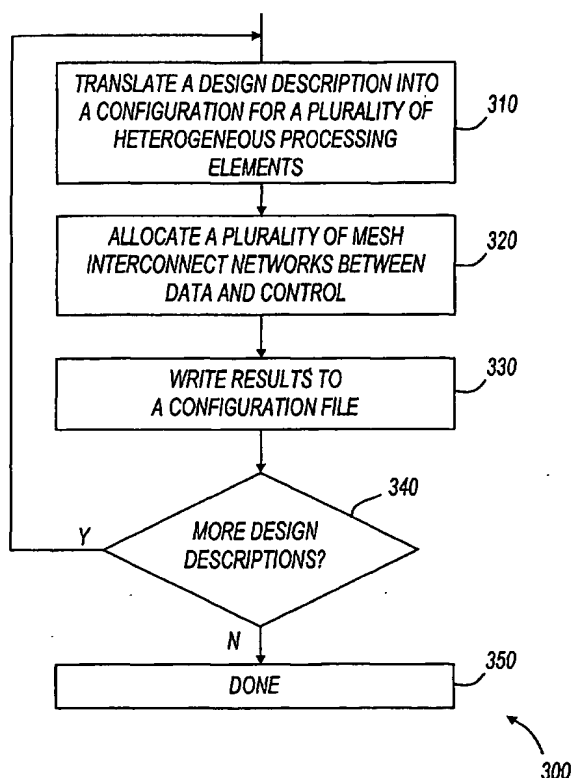 TRANSLATE A DESIGN DESCRIPTION INTO
A CONFIGURATION FOR A PLURALITY OF
HETEROGENEOUS PROCESSING
ELEMENTS
310
ALLOCATE A PLURALITY OF MESH
INTERCONNECT NETWORKS BETWEEN
DATA AND CONTROL
320
WRITE RESULTS TO
A CONFIGURATION FILE
330
340
Y
MORE DESIGN
DESCRIPTIONS?
N
DONE
350
300